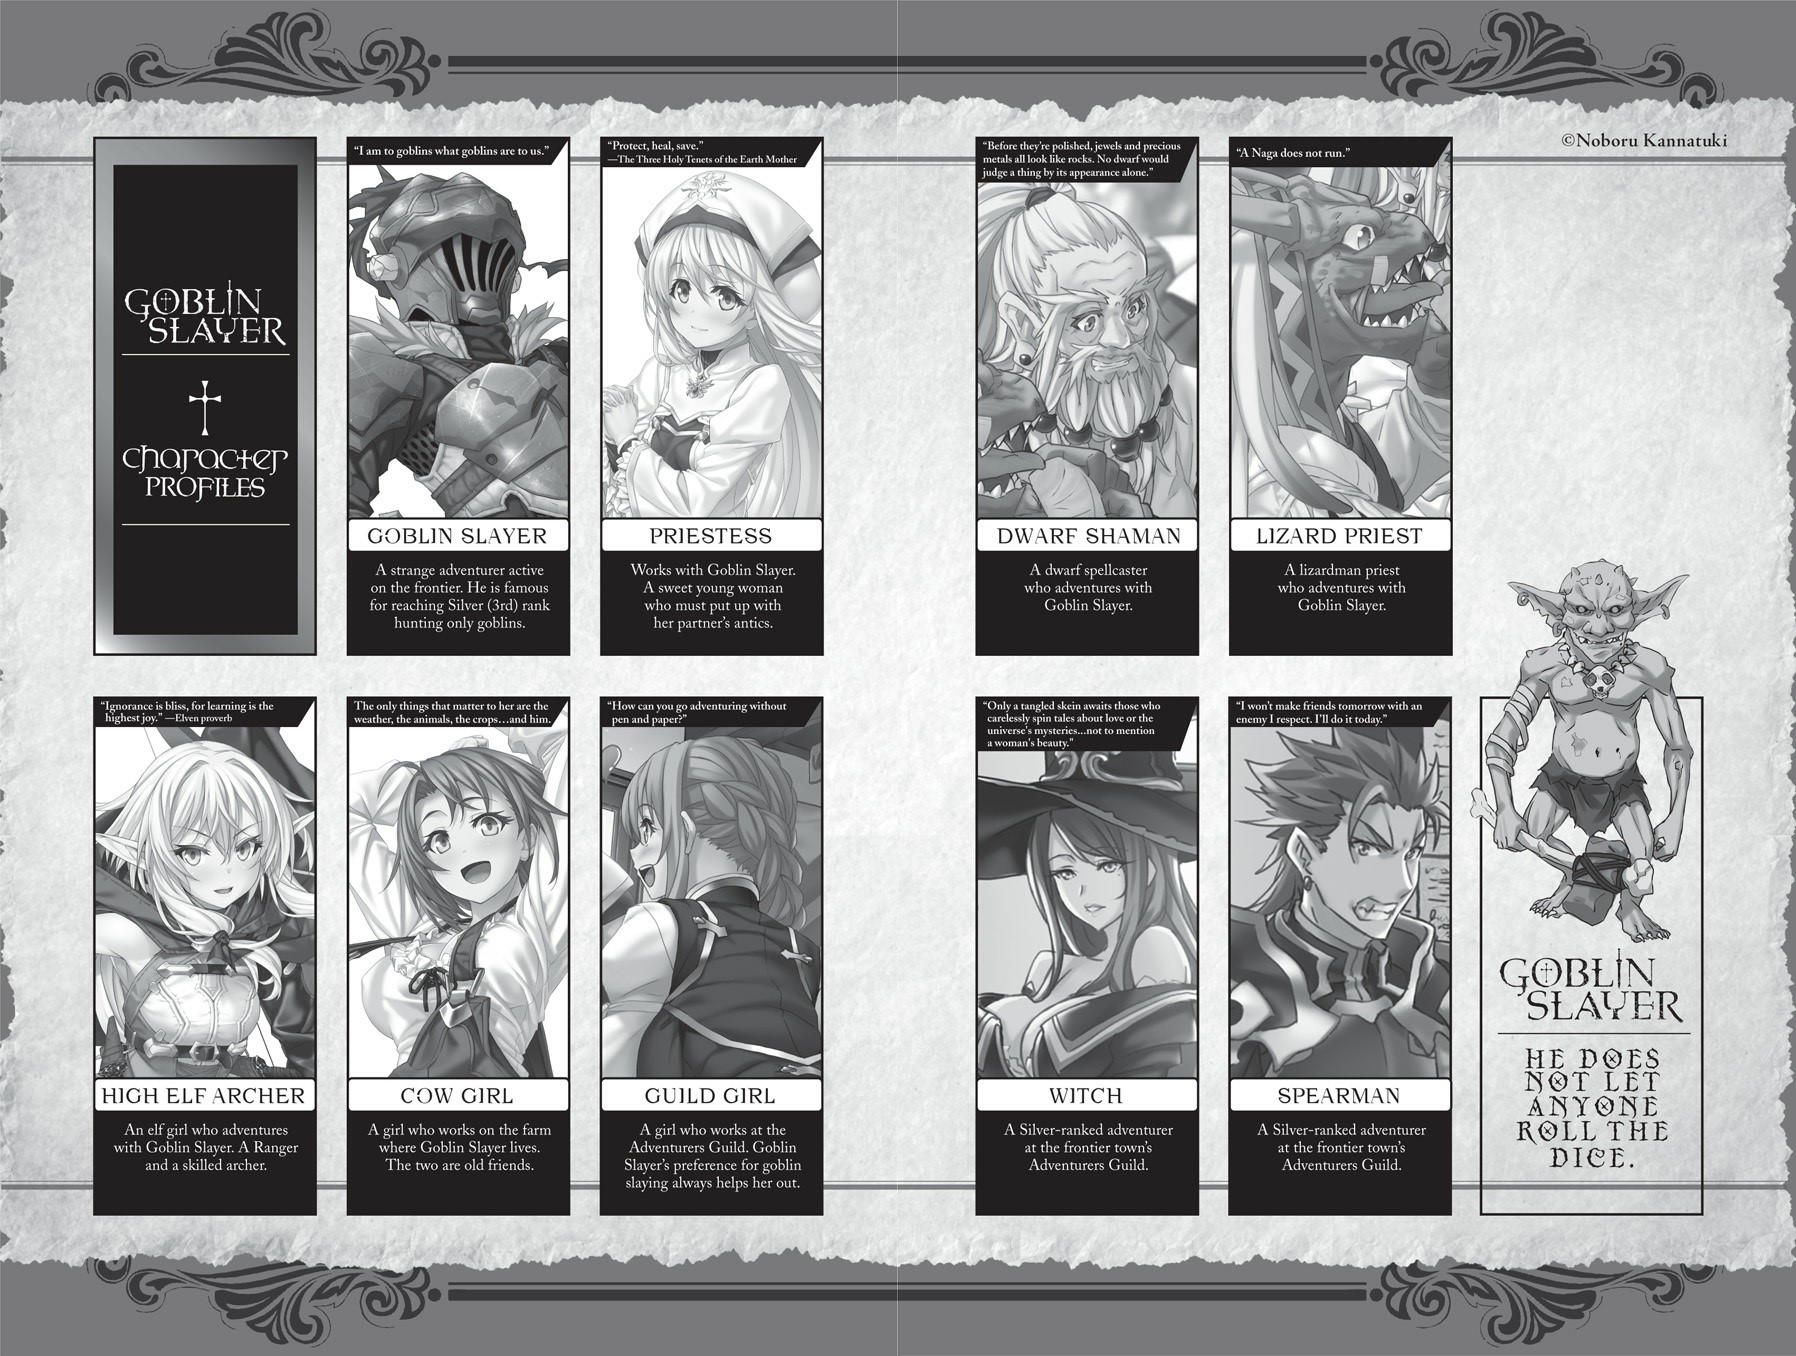 GOBLIN
SLAYER
CHARACTER
PROFILES
“I am to goblins what goblins are to us.”
GOBLIN SLAYER
A strange adventurer active
on the frontier. He is famous
for reaching Silver (3rd) rank
hunting only goblins.
“Protect, heal, save.”
—The Three Holy Tenets of the Earth Mother
PRIESTESS
Works with Goblin Slayer.
A sweet young woman
who must put up with
her partner’s antics.
“Before they’re polished, jewels and precious
metals all look like rocks. No dwarf would
judge a thing by its appearance alone.”
DWARF SHAMAN
A dwarf spellcaster
who adventures with
Goblin Slayer.
“A Naga does not run.”
LIZARD PRIEST
A lizardman priest
who adventures with
Goblin Slayer.
©Noboru Kannatuki
“Ignorance is bliss, for learning is the
highest joy.” —Elven proverb
HIGH ELF ARCHER
An elf girl who adventures
with Goblin Slayer. A Ranger
and a skilled archer.
The only things that matter to her are the
weather, the animals, the crops…and him.
COW GIRL
A girl who works on the farm
where Goblin Slayer lives.
The two are old friends.
“How can you go adventuring without
pen and paper?”
GUILD GIRL
A girl who works at the
Adventurers Guild. Goblin
Slayer’s preference for goblin
slaying always helps her out.
“Only a tangled skein awaits those who
carelessly spin tales about love or the
universe’s mysteries...not to mention
a woman’s beauty.”
WITCH
A Silver-ranked adventurer
at the frontier town’s
Adventurers Guild.
“I won’t make friends tomorrow with an
enemy I respect. I’ll do it today.”
SPEARMAN
A Silver-ranked adventurer
at the frontier town’s
Adventurers Guild.
GOBLIN
SLAYER
HE DOES
NOT LET
ANYONE
ROLL THE
DICE.